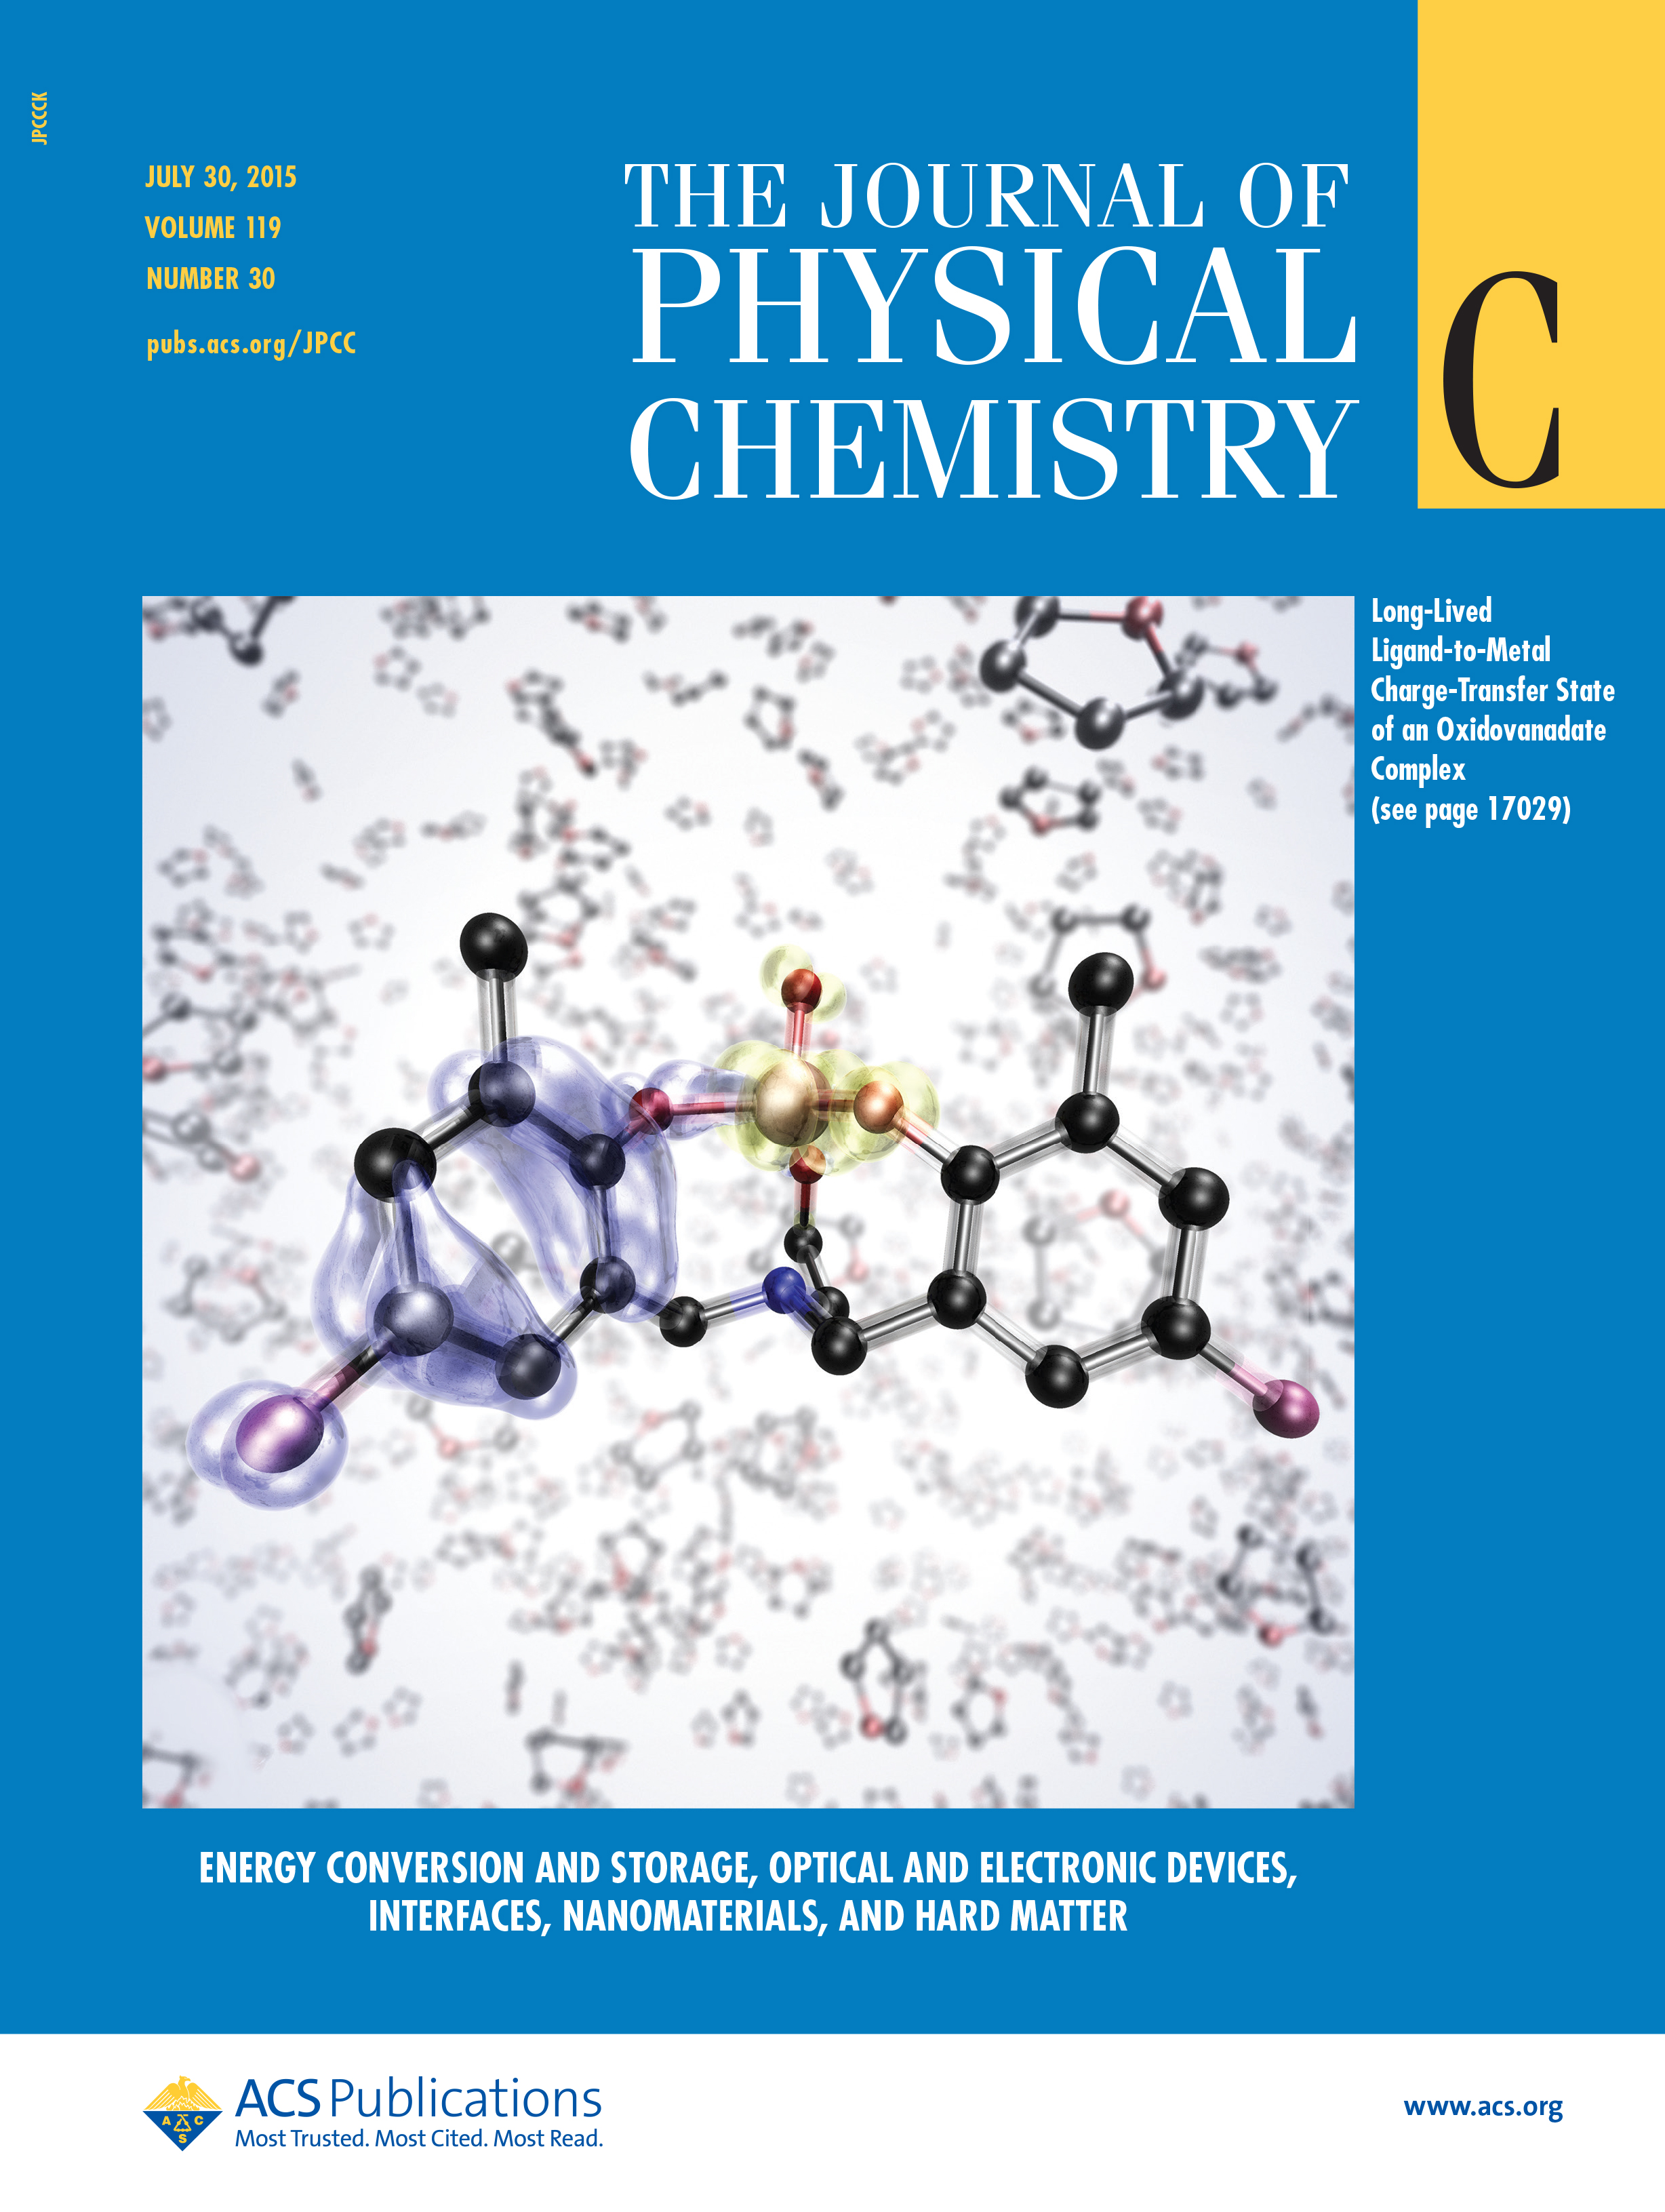 JPCCCK
JULY 30, 2015
VOLUME 119
NUMBER 30
pubs.acs.org/JPCC
THE JOURNAL OF
PHYSICAL
CHEMISTRY
C
Long-Lived
Ligand-to-Metal
Charge-Transfer State
of an Oxidovanadate
Complex
(see page 17029)
ENERGY CONVERSION AND STORAGE, OPTICAL AND ELECTRONIC DEVICES,
INTERFACES, NANOMATERIALS, AND HARD MATTER
A C
S
ACS Publications
Most Trusted. Most Cited. Most Read.
www.acs.org